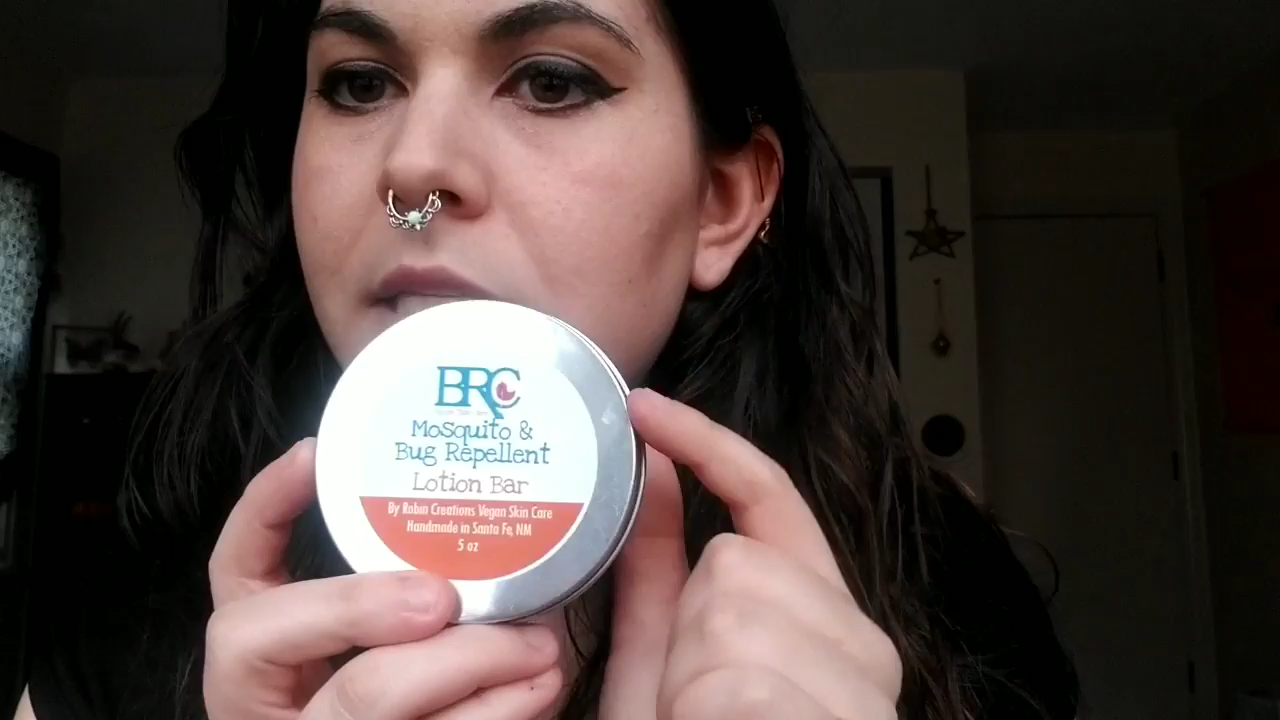 BRC
Mosquito &
Bug Repellent
Lotion Bar
By Robin Creations Vegan Skin Care
Handmade in Santa Fe, NM
5 oz